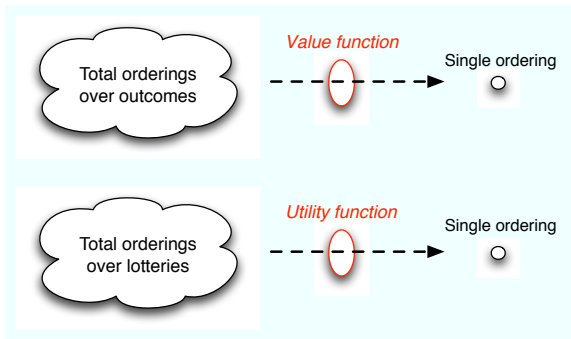 Value function
Single ordering
Total orderings
over outcomes
Utility function
Single ordering
Total orderings
over lotteries